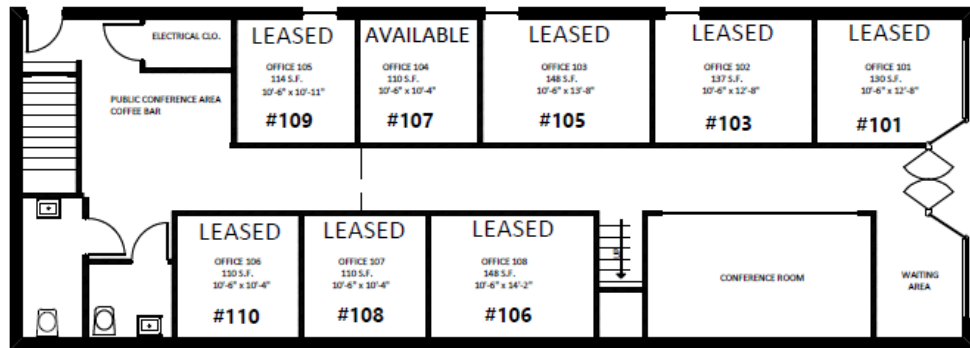 ELECTRICAL CLO.
LEASED
OFFICE 105
114 S.F.
10'-6" x 10'-11"
#109
AVAILABLE
OFFICE 104
110 S.F.
10'-6" x 10'-4"
#107
LEASED
OFFICE 103
148 S.F.
10'-6" x 13'-8"
#105
LEASED
OFFICE 102
137 S.F.
10'-6" x 12'-8"
#103
LEASED
OFFICE 101
130 S.F.
10'-6" x 12'-8"
#101
PUBLIC CONFERENCE AREA
COFFEE BAR
LEASED
OFFICE 106
110 S.F.
10'-6" x 10'-4"
#110
LEASED
OFFICE 107
110 S.F.
10'-6" x 10'-4"
#108
LEASED
OFFICE 108
148 S.F.
10'-6" x 14'-2"
#106
CONFERENCE ROOM
WAITING
AREA